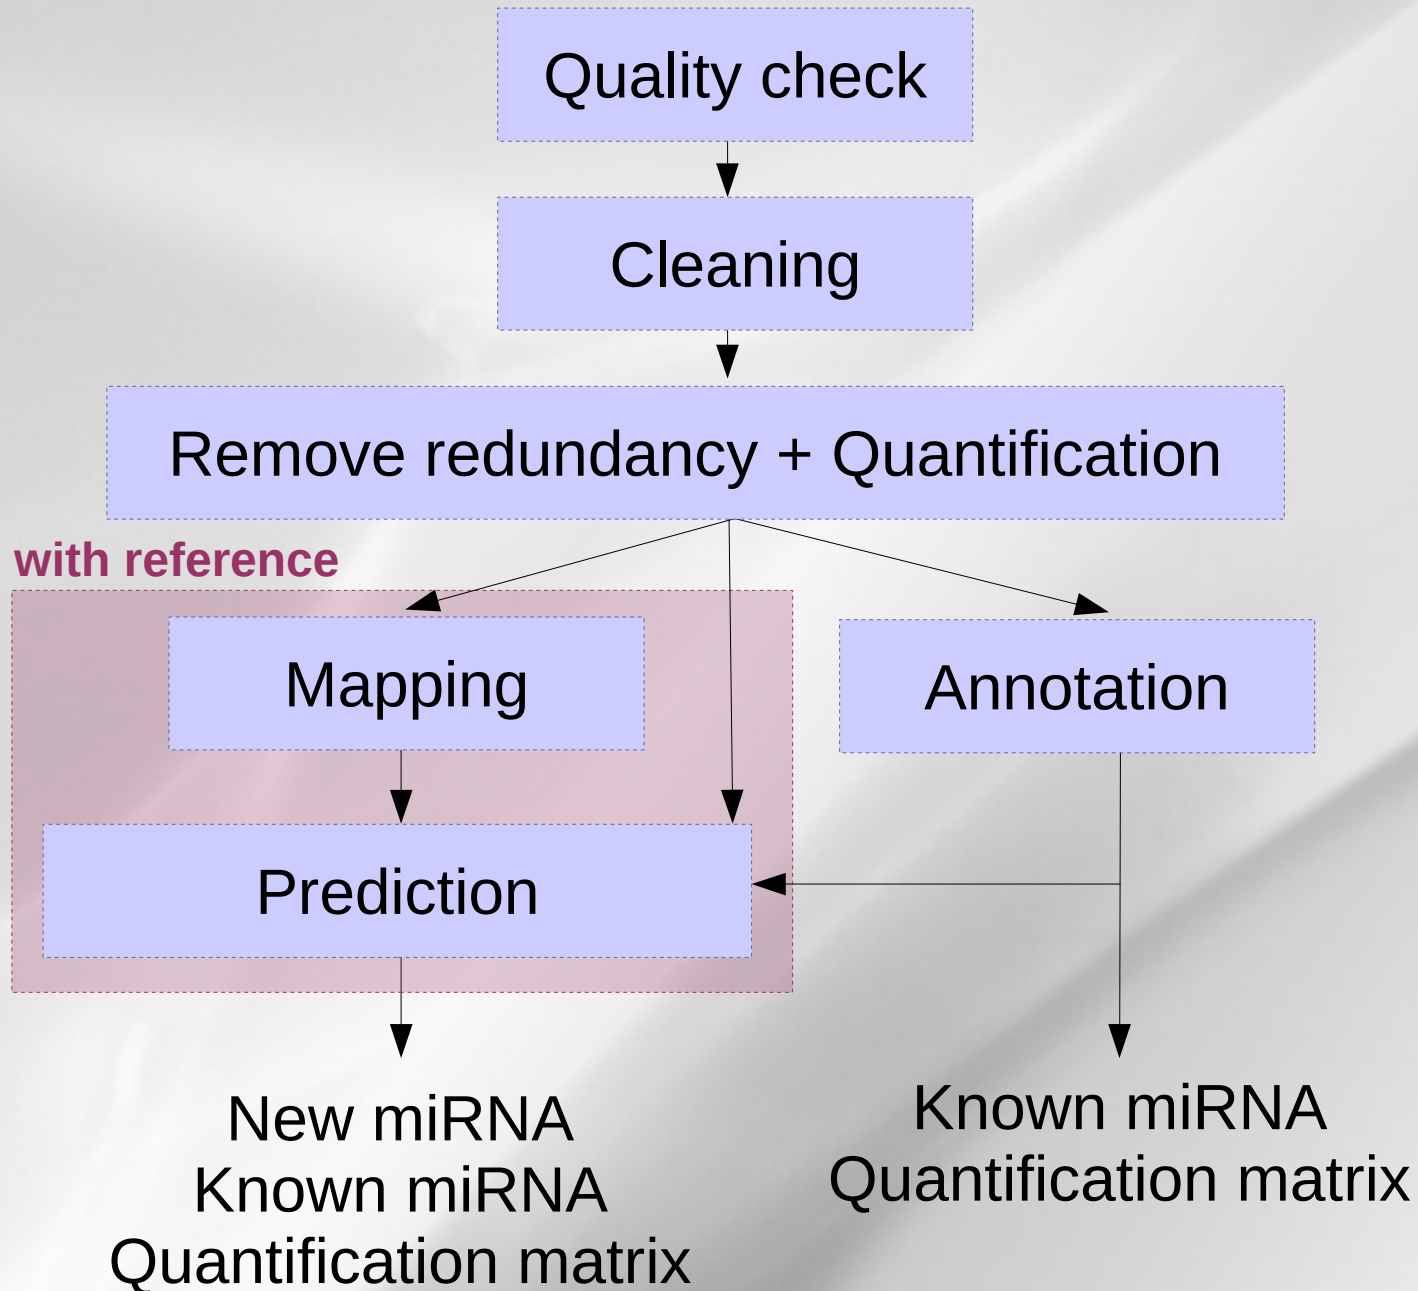 Quality check
Cleaning
Remove redundancy + Quantification
with reference
Mapping
Annotation
Prediction
New miRNA
Known miRNA
Quantification matrix
Known miRNA
Quantification matrix